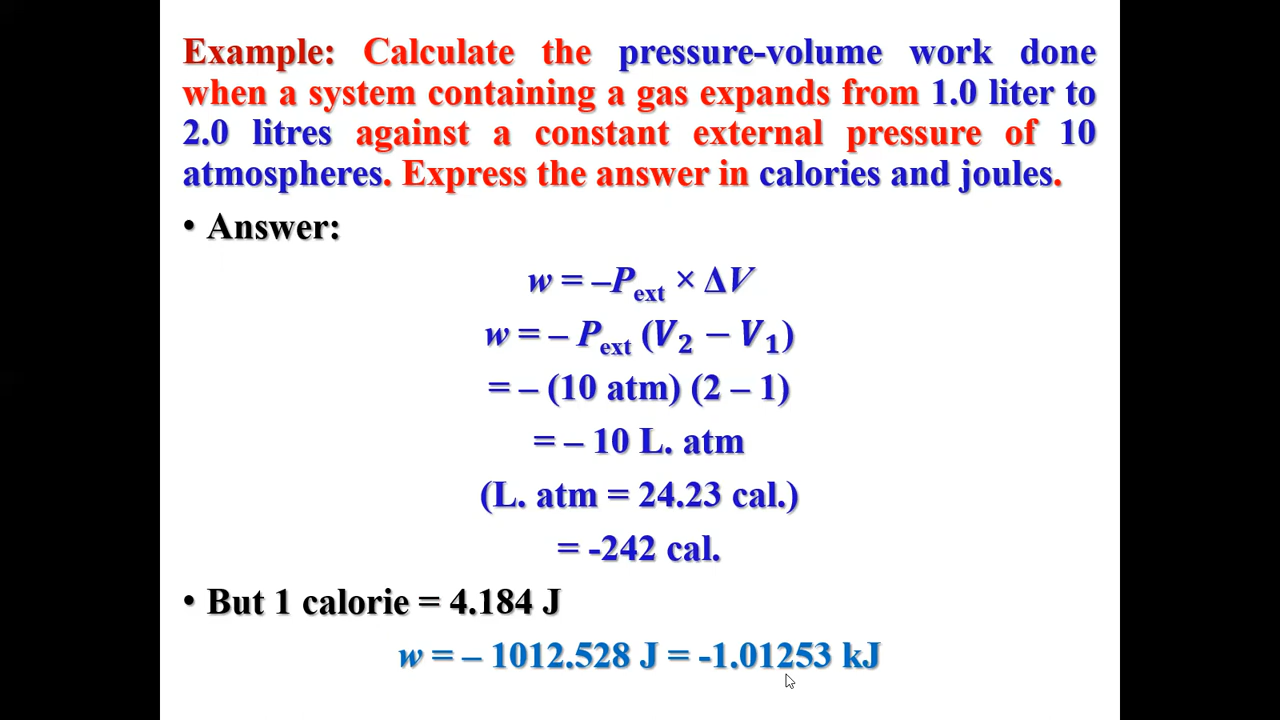 Example: Calculate the pressure-volume work done
when a system containing a gas expands from 1.0 liter to
2.0 litres against a constant external pressure of 10
atmospheres. Express the answer in calories and joules.
• Answer:
w = –Pext × ΔV
w = – Pext (V2 − V1)
= – (10 atm) (2 – 1)
= – 10 L. atm
(L. atm = 24.23 cal.)
= -242 cal.
• But 1 calorie = 4.184 J
w = – 1012.528 J = -1.01253 kJ